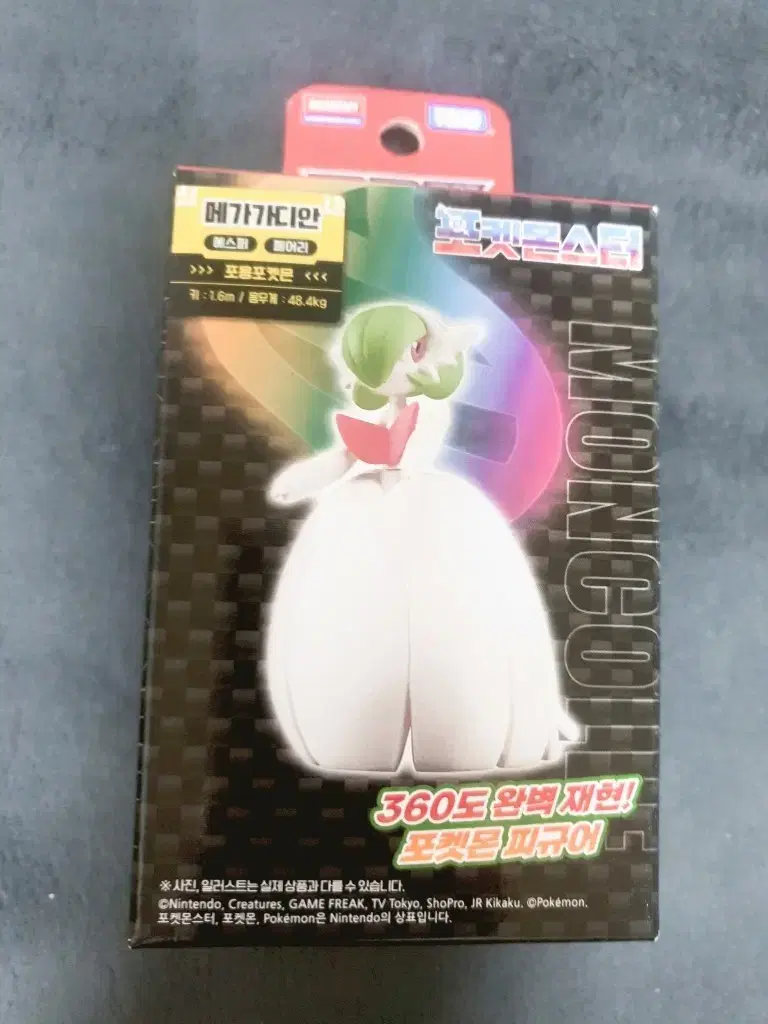 메가가디안
에스퍼 페어리
>>> 포옹포켓몬 <<<
키 : 1.6m / 몸무게 : 48.4kg
포켓몬스터
MONCOLLE
360도 완벽 재현!
포켓몬 피규어
※ 사진, 일러스트는 실제 상품과 다를 수 있습니다.
©Nintendo, Creatures, GAME FREAK, TV Tokyo, ShoPro, JR Kikaku. ©Pokémon.
포켓몬스터, 포켓몬, Pokémon은 Nintendo의 상표입니다.